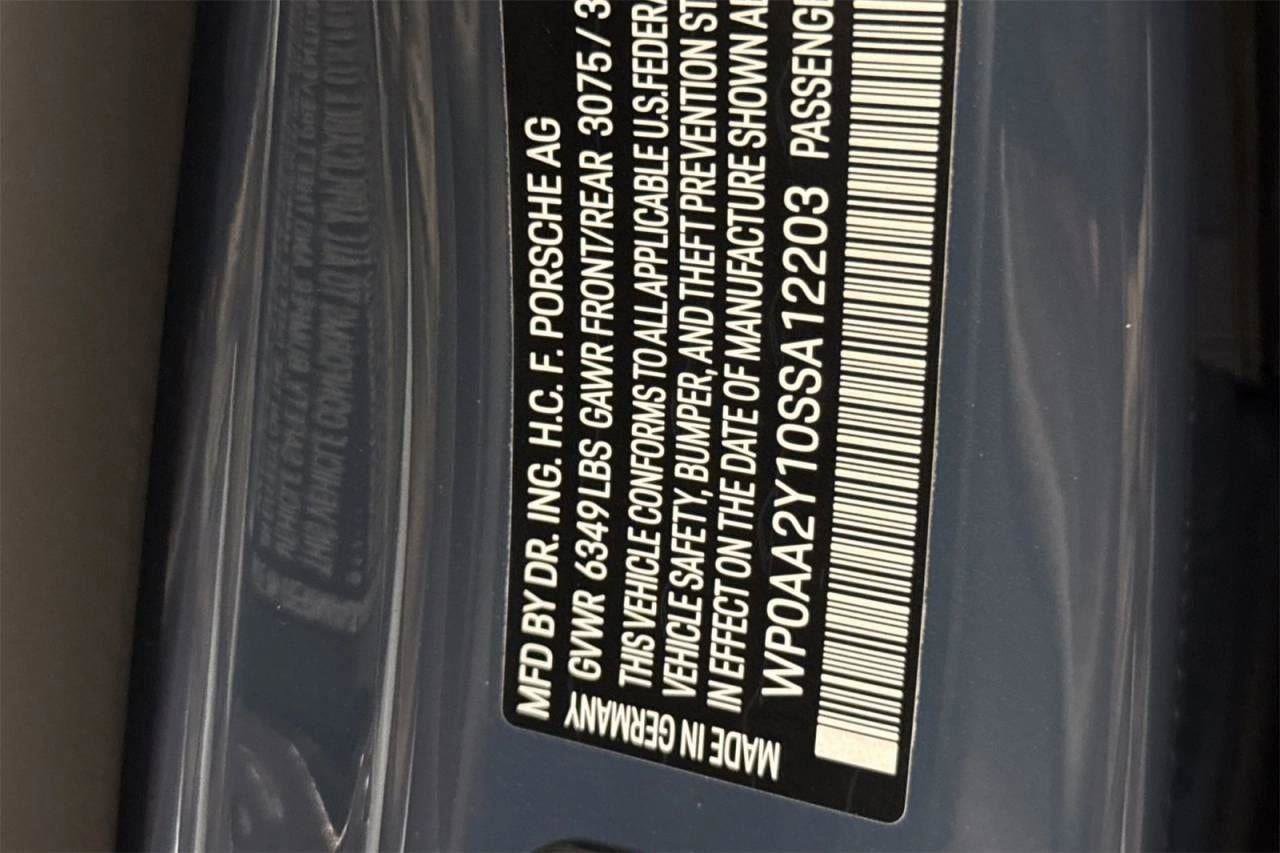 MFD BY DR. ING. H.C. F. PORSCHE AG
GVWR 6349 LBS GAWR FRONT/REAR 3075 / 3
THIS VEHICLE CONFORMS TO ALL APPLICABLE U.S. FEDERA
VEHICLE SAFETY, BUMPER, AND THEFT PREVENTION ST
IN EFFECT ON THE DATE OF MANUFACTURE SHOWN AB
WP0AA2Y10SSA12203 PASSENGE
MADE IN GERMANY